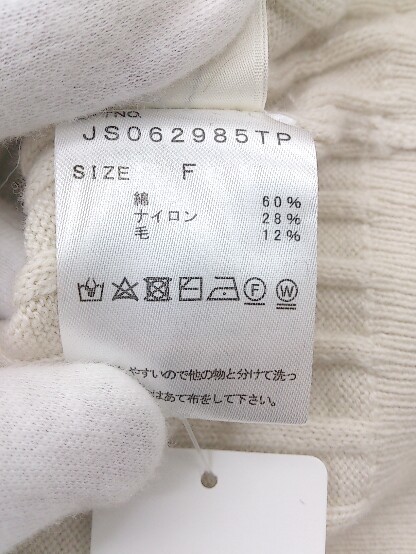 NO.
JS062985TP
SIZE F
綿 60%
ナイロン 28%
毛 12%
F W
やすいので他の物と分けて洗っ
はあて布をして下さい。